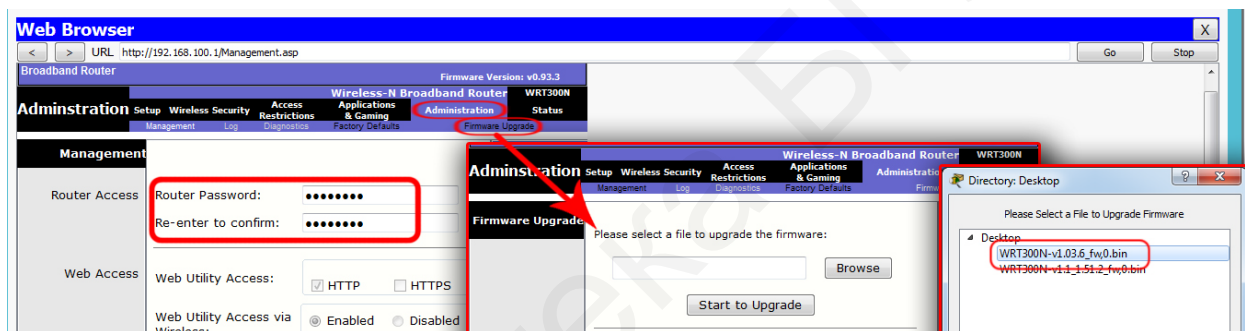 Web Browser X
< > URL http://192.168.100.1/Management.asp Go Stop
Broadband Router Firmware Version: v0.93.3
Wireless-N Broadband Router WRT300N
Adminstration Setup Wireless Security Access Restrictions Applications & Gaming Administration Status
Management Log Diagnostics Factory Defaults Firmware Upgrade
Management
Router Access Router Password: ●●●●●●●●
Re-enter to confirm: ●●●●●●●●
Web Access Web Utility Access: HTTP HTTPS
Web Utility Access via Wireless: Enabled Disabled
Wireless-N Broadband Router WRT300N
Adminstration Setup Wireless Security Access Restrictions Applications & Gaming Administratio
Management Log Diagnostics Factory Defaults Firmw
Firmware Upgrade
Please select a file to upgrade the firmware:
Browse
Start to Upgrade
Directory: Desktop ? X
Please Select a File to Upgrade Firmware
Desktop
WRT300N-v1.03.6_fw,0.bin
WRT300N-v1.1_1.51.2_fw,0.bin